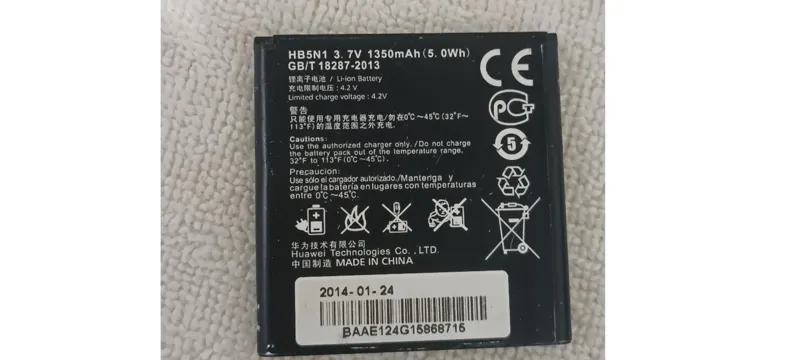 HB5N1 3.7V 1350mAh(5.0Wh)
GB/T 18287-2013
锂离子电池 / Li-ion Battery
充电限制电压 : 4.2 V
Limited charge voltage : 4.2V
警告
只能使用专用充电器充电/勿在0℃~45℃(32°F~
113°F)的温度范围之外充电.
Cautions:
Use the authorized charger only./Do not charge
the battery pack out of the temperature range,
32°F to 113°F(0℃~45℃).
Precaucion:
Use sólo el cargador autorizado./Manteriga y
cargue la batería en lugares con temperaturas
entre 0℃~45℃.
CE
PCT
5
华为技术有限公司
Huawei Technologies Co., LTD.
中国制造 MADE IN CHINA
2014-01-24
BAAE124G15868715